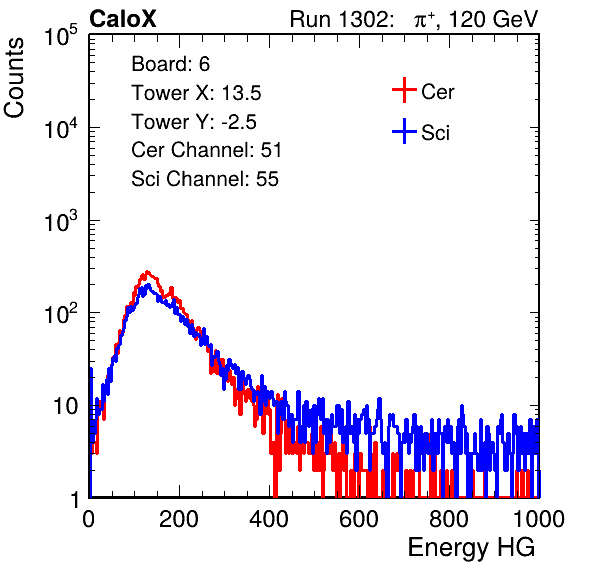 CaloX Run 1302: π⁺, 120 GeV
Counts
10⁵
10⁴
10³
10²
10
1
Board: 6
Tower X: 13.5
Tower Y: -2.5
Cer Channel: 51
Sci Channel: 55
Cer
Sci
0 200 400 600 800 1000
Energy HG